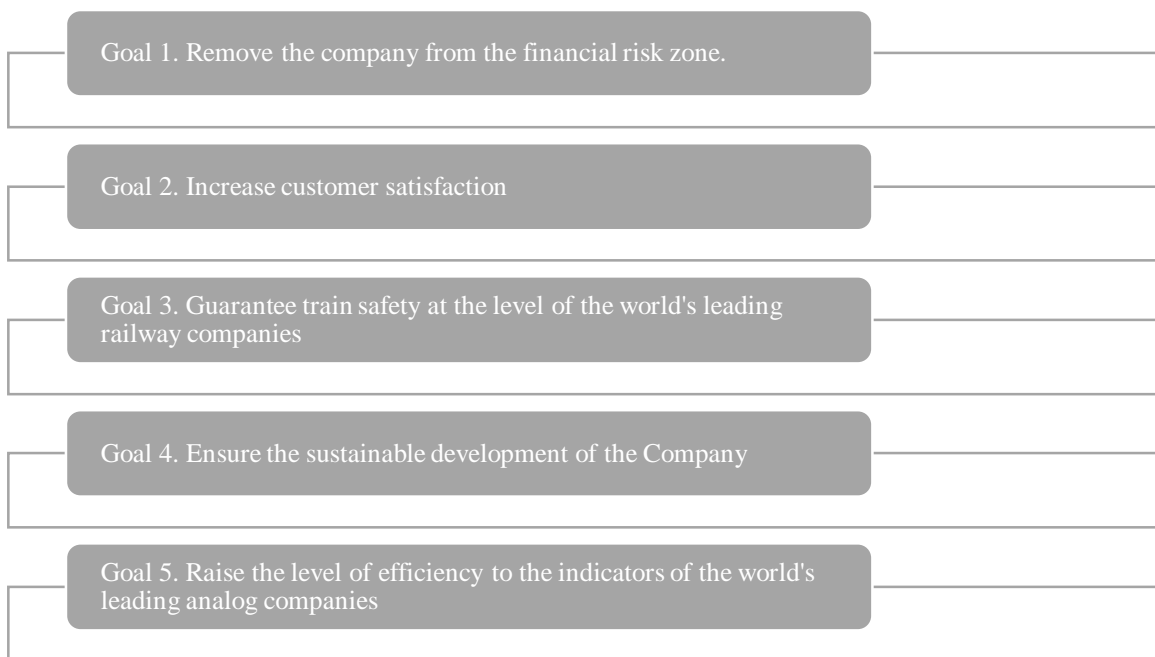 Goal 1. Remove the company from the financial risk zone.
Goal 2. Increase customer satisfaction
Goal 3. Guarantee train safety at the level of the world's leading
railway companies
Goal 4. Ensure the sustainable development of the Company
Goal 5. Raise the level of efficiency to the indicators of the world's
leading analog companies